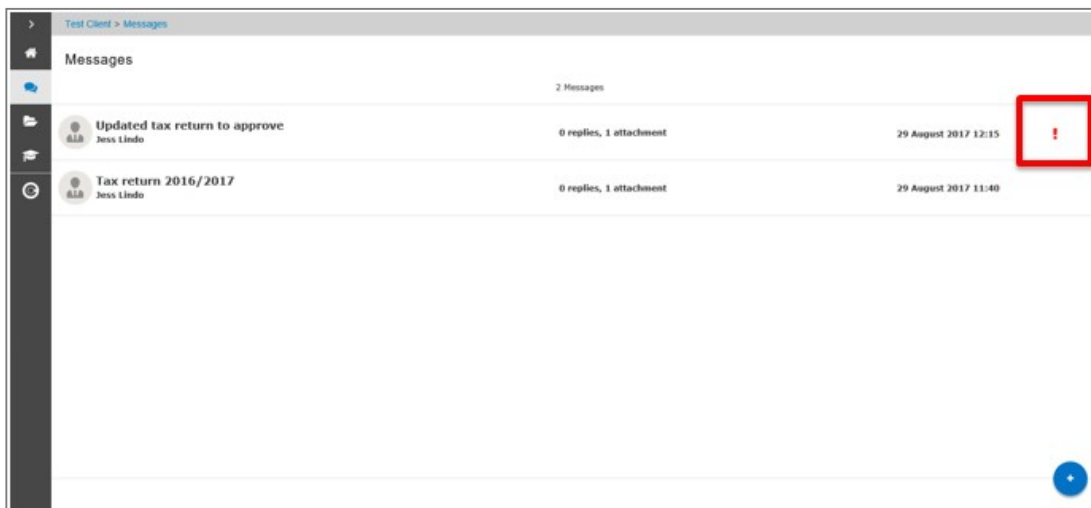 Test Client > Messages
Messages
2 Messages
Updated tax return to approve
Jess Lindo
0 replies, 1 attachment
29 August 2017 12:15
!
Tax return 2016/2017
Jess Lindo
0 replies, 1 attachment
29 August 2017 11:40